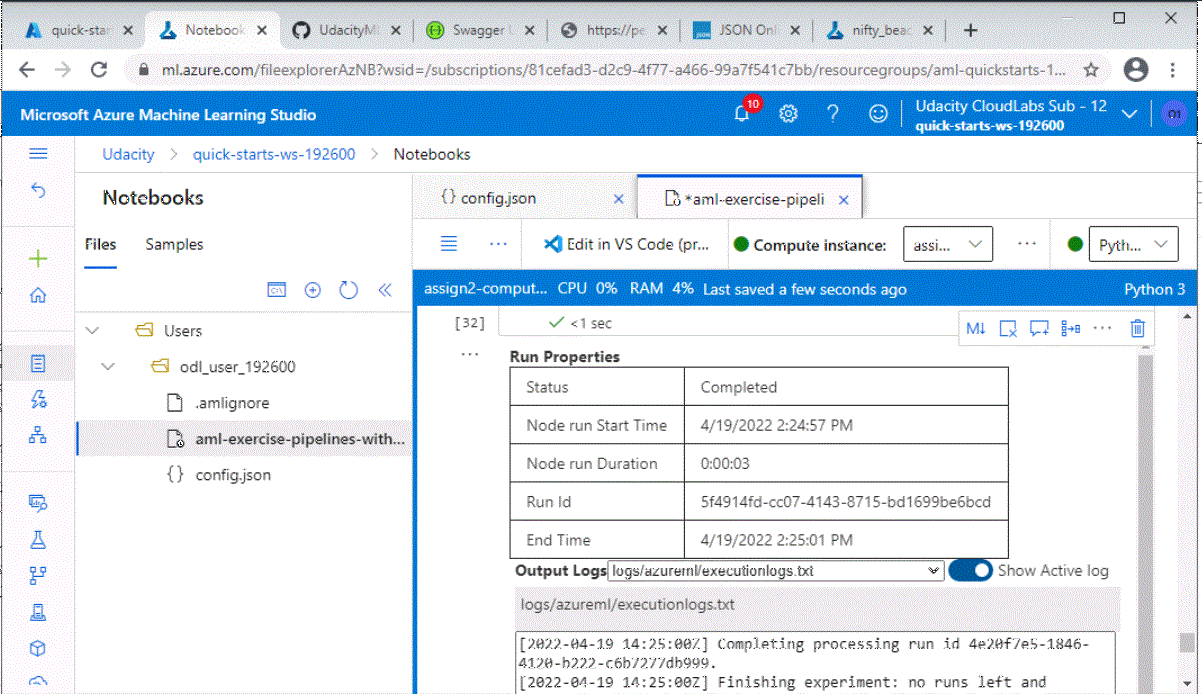 quick-star
Notebook
UdacityML
Swagger U
https://pe
JSON Onli
nifty_beac
ml.azure.com/fileexplorerAzNB?wsid=/subscriptions/81cefad3-d2c9-4f77-a466-99a7f541c7bb/resourcegroups/aml-quickstarts-1...
Microsoft Azure Machine Learning Studio
10
Udacity CloudLabs Sub - 12
quick-starts-ws-192600
Udacity > quick-starts-ws-192600 > Notebooks
Notebooks
Files
Samples
Users
odl_user_192600
.amlignore
aml-exercise-pipelines-with...
config.json
{} config.json
*aml-exercise-pipeli
... Edit in VS Code (pr...
Compute instance:
assi...
...
Pyth...
assign2-comput... CPU 0% RAM 4% Last saved a few seconds ago
Python 3
[32]
<1 sec
M↓
Run Properties
Status Completed
Node run Start Time 4/19/2022 2:24:57 PM
Node run Duration 0:00:03
Run Id 5f4914fd-cc07-4143-8715-bd1699be6bcd
End Time 4/19/2022 2:25:01 PM
Output Logs logs/azureml/executionlogs.txt Show Active log
logs/azureml/executionlogs.txt
[2022-04-19 14:25:00Z] Completing processing run id 4e20f7e5-1846-
4120-b222-c6b7277db999.
[2022-04-19 14:25:00Z] Finishing experiment: no runs left and